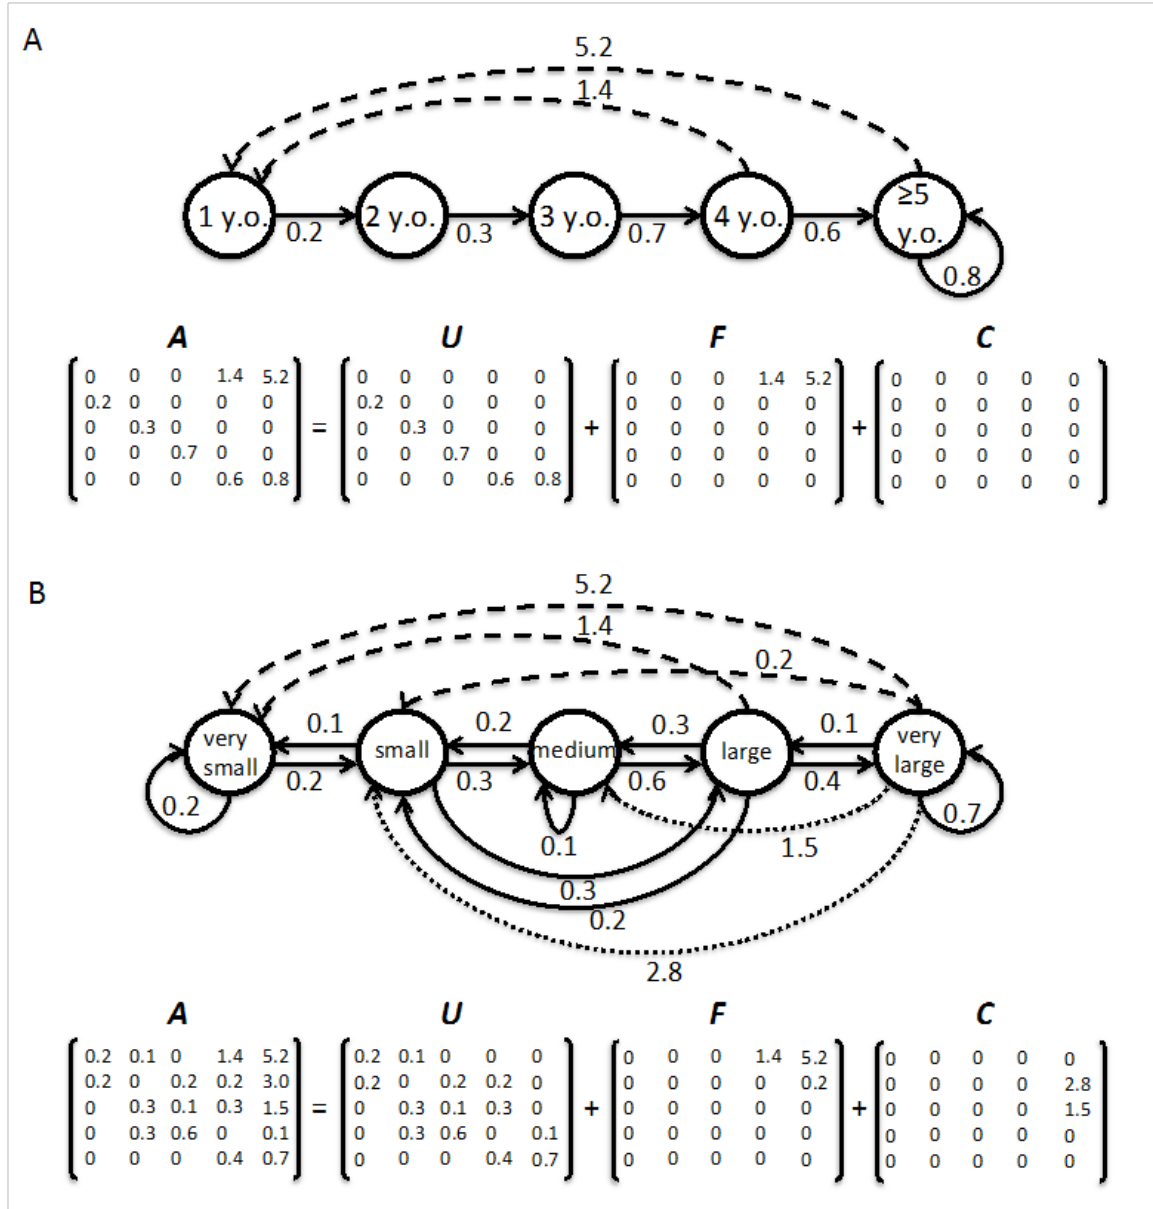 A
5.2
1.4
1 y.o. 2 y.o. 3 y.o. 4 y.o. ≥5 y.o.
0.2 0.3 0.7 0.6
0.8
A U F C
0 0 0 1.4 5.2 0 0 0 0 0 0 0 0 1.4 5.2 0 0 0 0 0
0.2 0 0 0 0 0.2 0 0 0 0 0 0 0 0 0 0 0 0 0 0
0 0.3 0 0 0 = 0 0.3 0 0 0 + 0 0 0 0 0 + 0 0 0 0 0
0 0 0.7 0 0 0 0 0.7 0 0 0 0 0 0 0 0 0 0 0 0
0 0 0 0.6 0.8 0 0 0 0.6 0.8 0 0 0 0 0 0 0 0 0 0
B
5.2
1.4
0.2
0.1 0.2 0.3 0.1
very small small medium large very large
0.2 0.3 0.6 0.4
0.2 0.1 0.7
1.5
0.3
0.2
2.8
A U F C
0.2 0.1 0 1.4 5.2 0.2 0.1 0 0 0 0 0 0 1.4 5.2 0 0 0 0 0
0.2 0 0.2 0.2 3.0 0.2 0 0.2 0.2 0 0 0 0 0 0.2 0 0 0 0 2.8
0 0.3 0.1 0.3 1.5 = 0 0.3 0.1 0.3 0 + 0 0 0 0 0 + 0 0 0 0 1.5
0 0.3 0.6 0 0.1 0 0.3 0.6 0 0.1 0 0 0 0 0 0 0 0 0 0
0 0 0 0.4 0.7 0 0 0 0.4 0.7 0 0 0 0 0 0 0 0 0 0